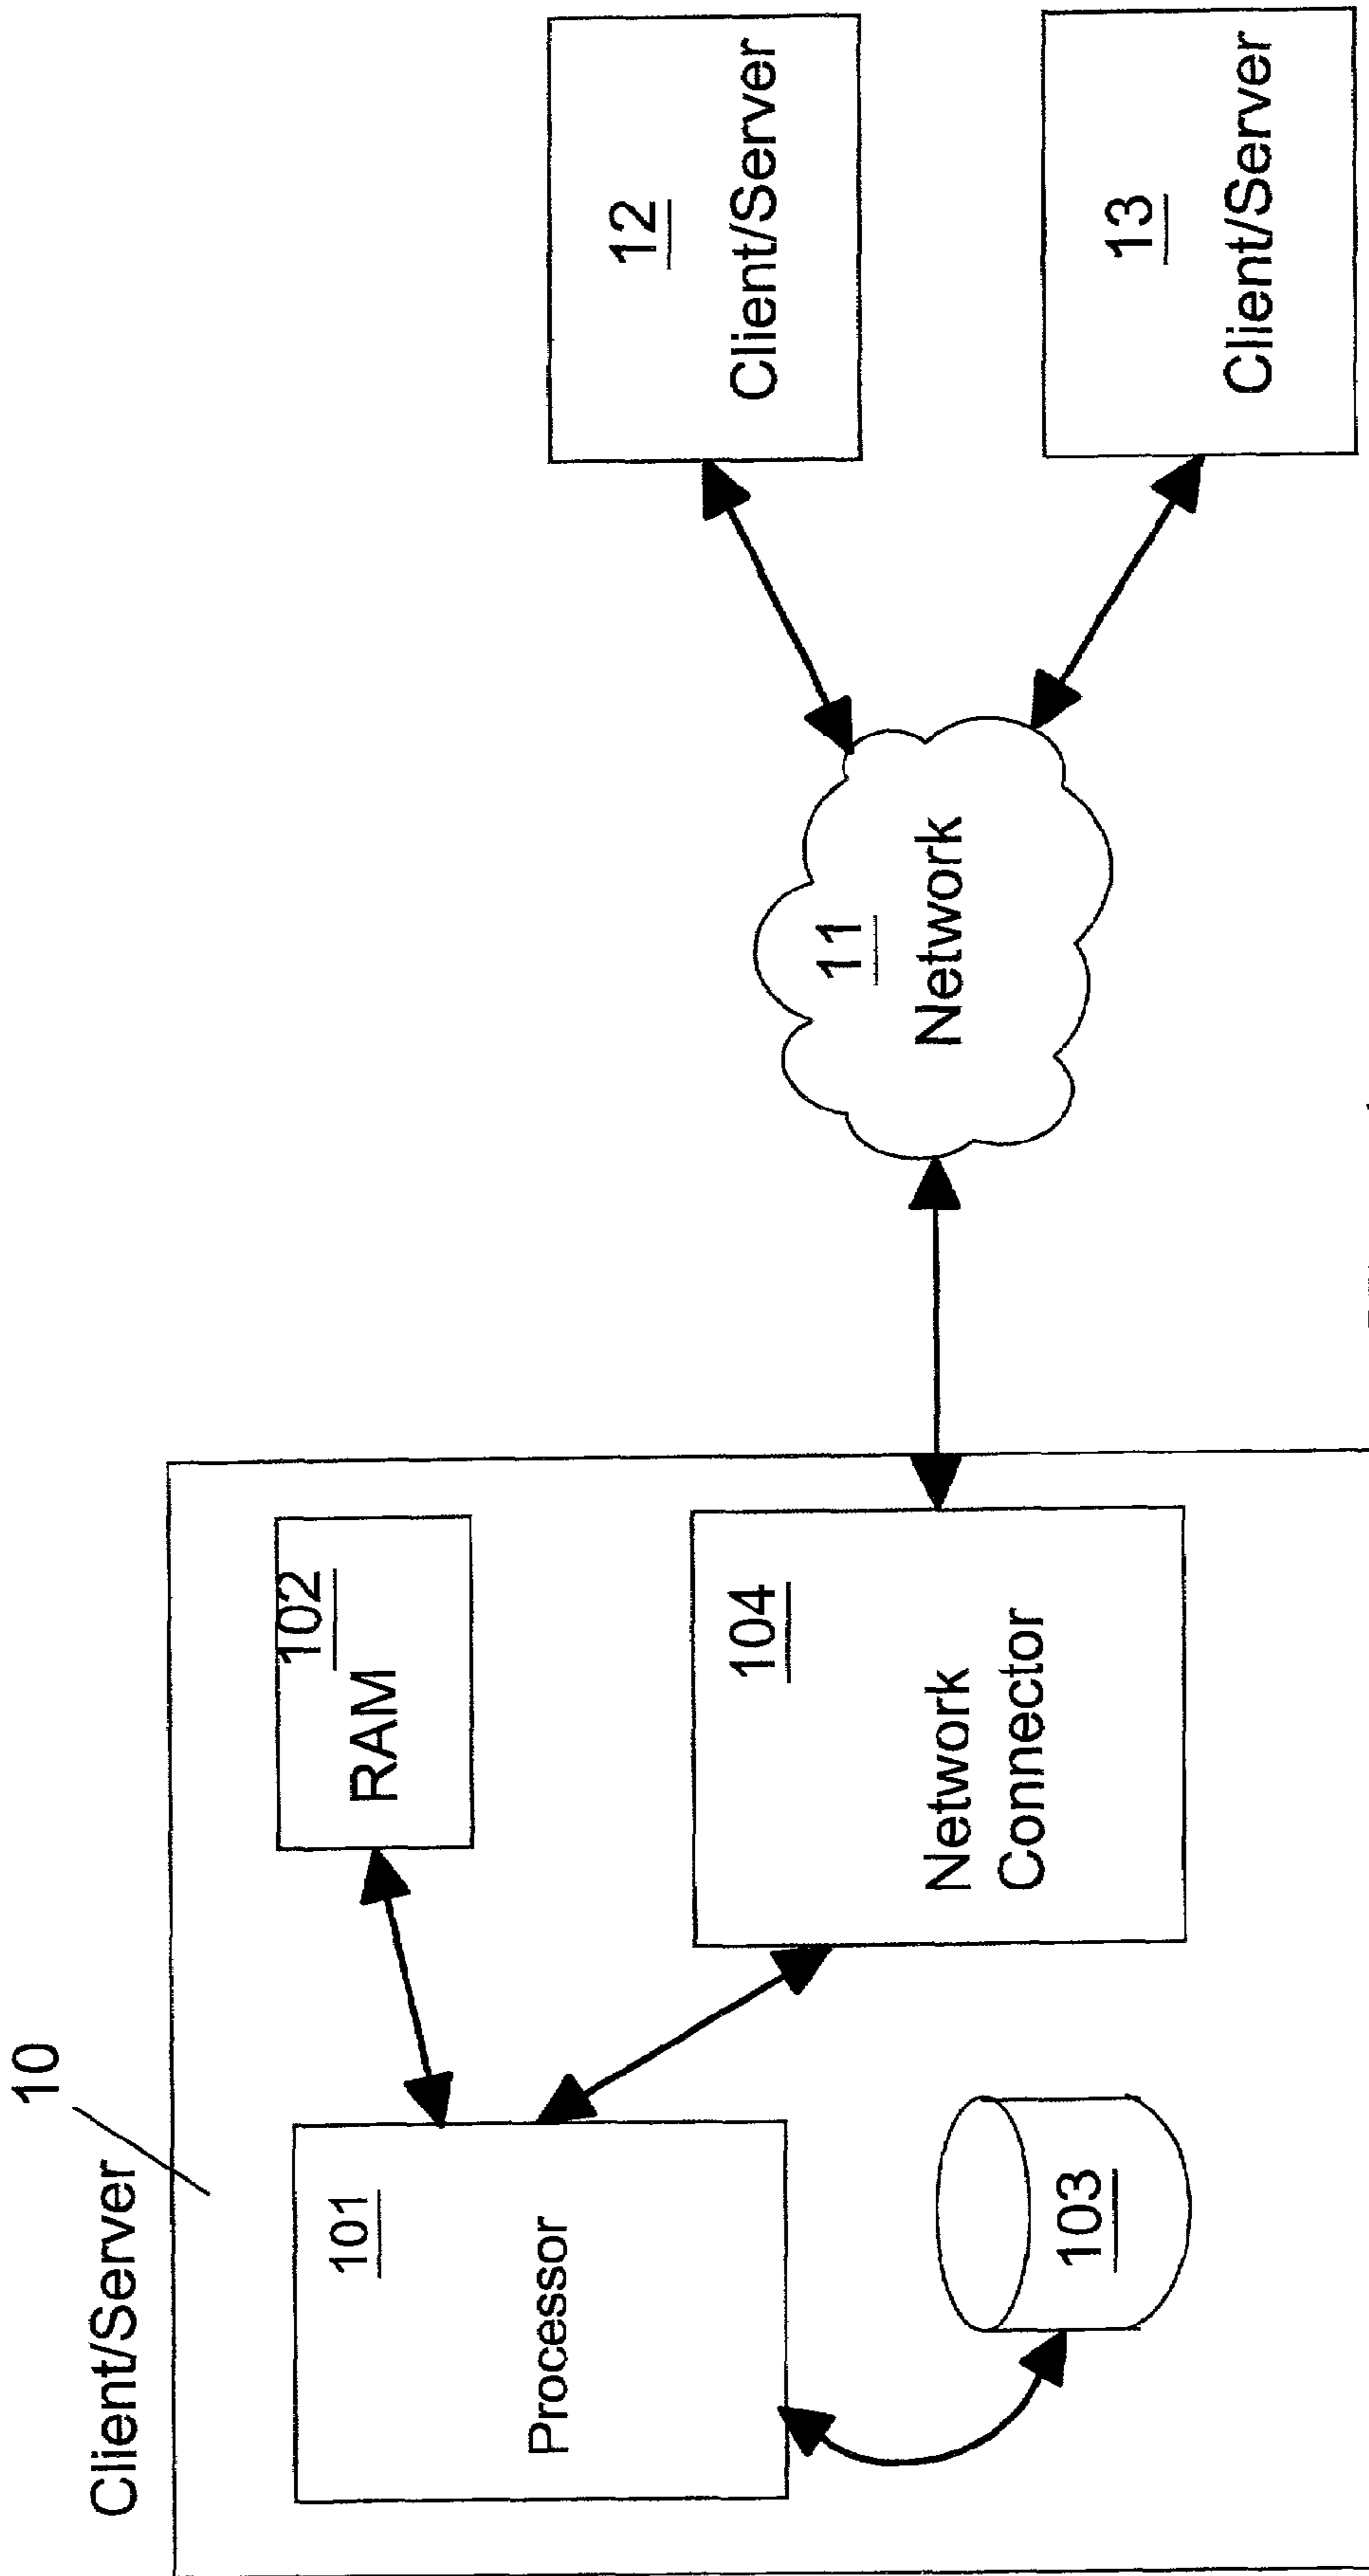 Client/Server
10
101
Processor
102
RAM
103
104
Network
Connector
11
Network
12
Client/Server
13
Client/Server